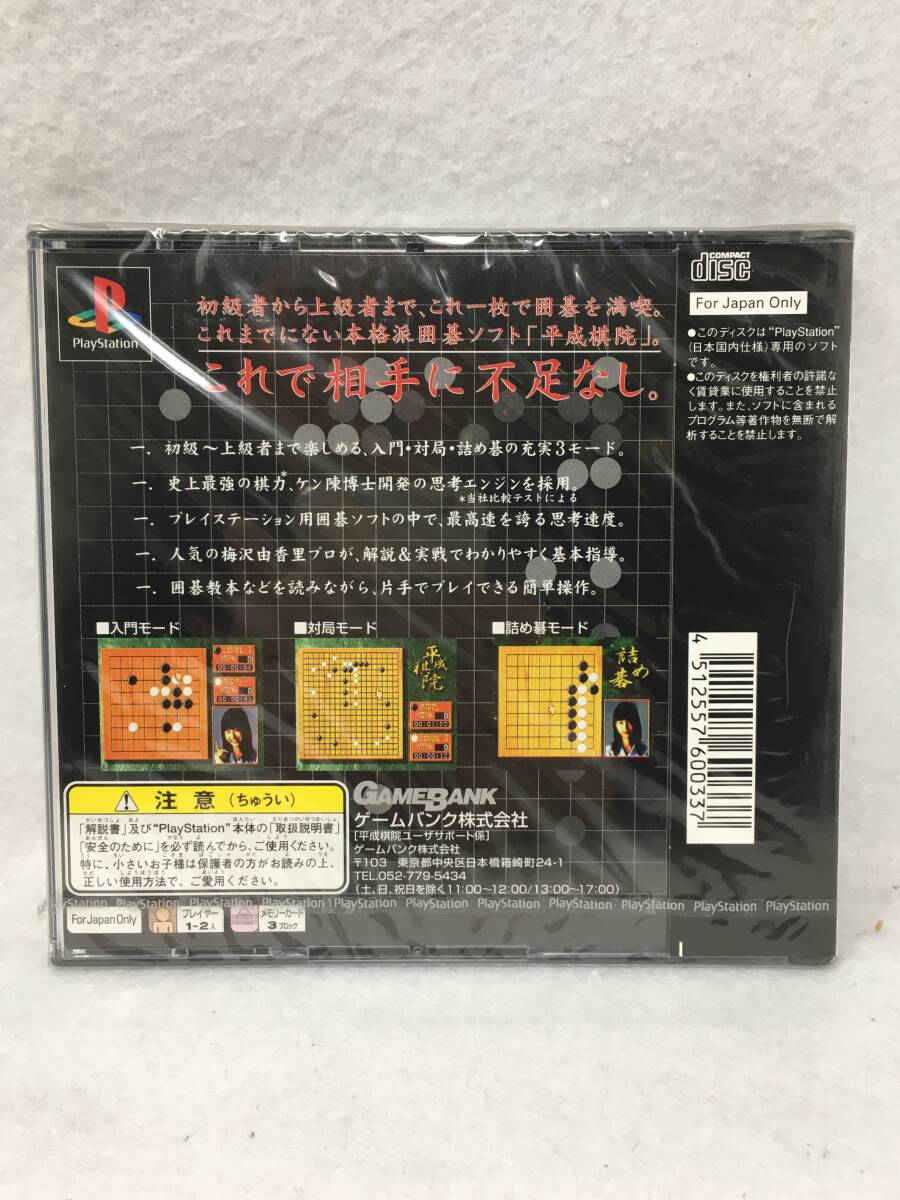 PlayStation
初級者から上級者まで、これ一枚で囲碁を満喫。
これまでにない本格派囲碁ソフト「平成棋院」。
これで相手に不足なし。
一．初級～上級者まで楽しめる、入門・対局・詰め碁の充実3モード。
一．史上最強の棋力*、ケン陳博士開発の思考エンジンを採用。
*当社比較テストによる
一．プレイステーション用囲碁ソフトの中で、最高速を誇る思考速度。
一．人気の梅沢由香里プロが、解説&実戦でわかりやすく基本指導。
一．囲碁教本などを読みながら、片手でプレイできる簡単操作。
■入門モード
■対局モード
■詰め碁モード
平成棋院
詰め碁
注意（ちゅうい）
「解説書」及び“PlayStation”本体の「取扱説明書」
「安全のために」を必ず読んでから、ご使用ください。
特に、小さいお子様は保護者の方がお読みの上、
正しい使用方法で、ご愛用ください。
GAMEBANK
ゲームバンク株式会社
[平成棋院ユーザサポート係]
ゲームバンク株式会社
〒103 東京都中央区日本橋箱崎町24-1
TEL.052-779-5434
(土、日、祝日を除く11:00～12:00/13:00～17:00)
For Japan Only
プレイヤー
1～2人
メモリーカード
3ブロック
PlayStation PlayStation PlayStation PlayStation PlayStation PlayStation PlayStation PlayStation PlayStation PlayStation
COMPACT
disc
For Japan Only
●このディスクは“PlayStation”
(日本国内仕様)専用のソフト
です。
●このディスクを権利者の許諾な
く賃貸業に使用することを禁止
します。また、ソフトに含まれる
プログラム等著作物を無断で解
析することを禁止します。
4 512557 600337